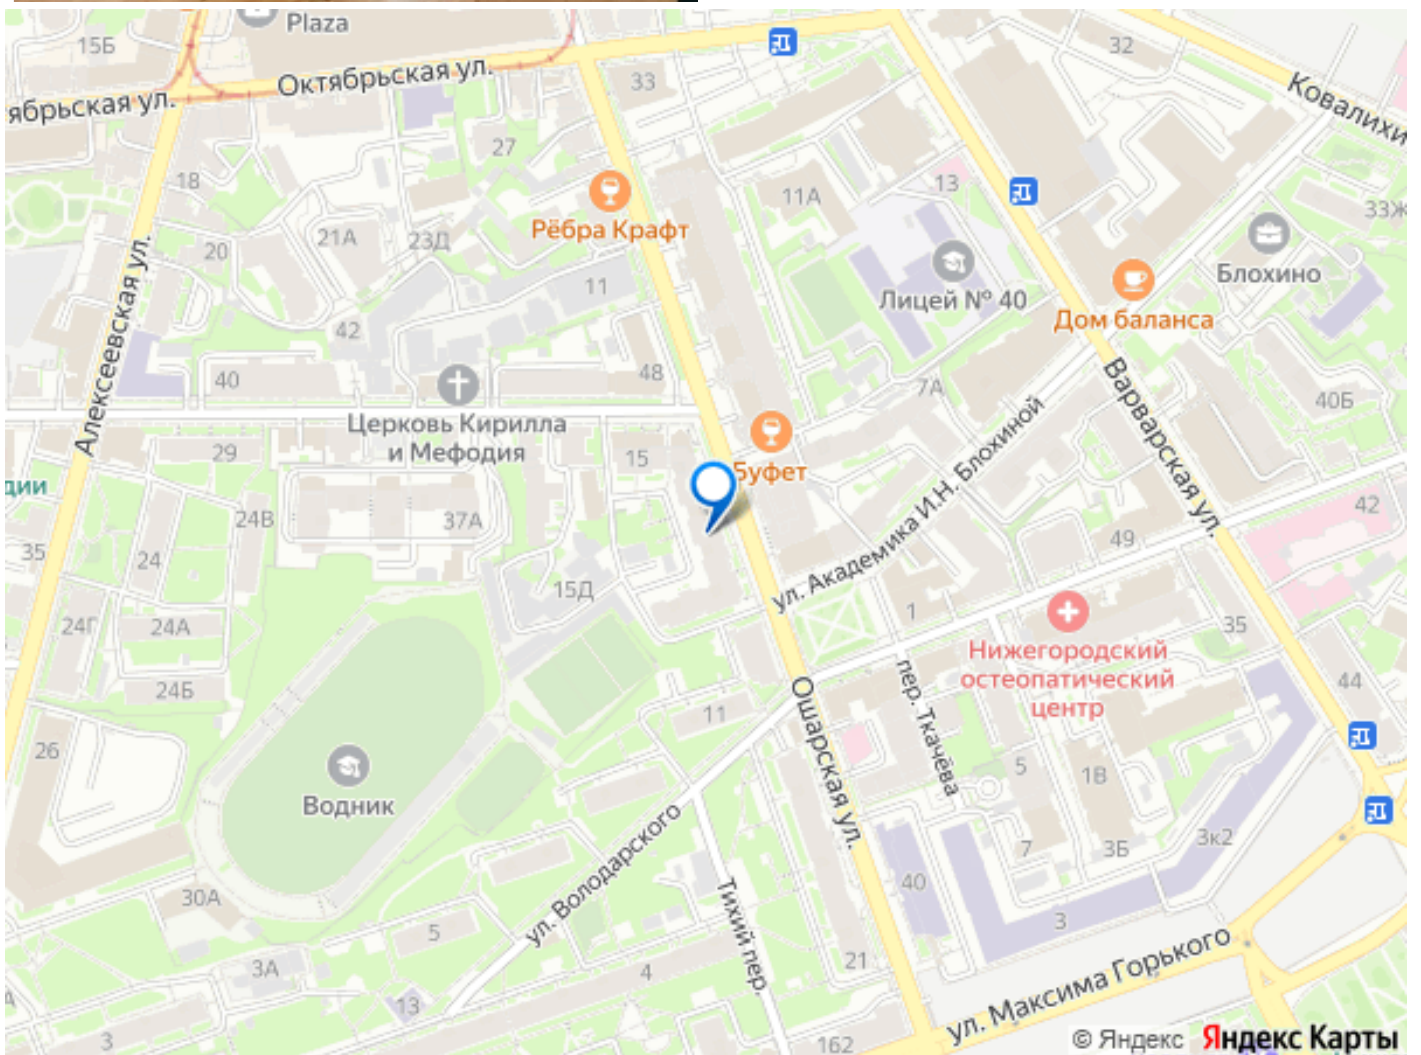 Plaza
15Б
Октябрьская ул.
ябрьская ул.
33
32
Ковалихи
27
18
11А
13
33Ж
Рёбра Крафт
21А
23Д
20
Алексеевская ул.
Блохино
Лицей № 40
11
Дом баланса
42
40
48
7А
Варварская ул.
40Б
Церковь Кирилла
и Мефодия
29
15
Буфет
дии
24В
37А
ул. Академика И.Н. Блохиной
42
35
24
49
15Д
24Г
24А
1
35
Нижегородский
остеопатический
центр
24Б
11
Ошарская ул.
пер. Ткачёва
44
26
Водник
5
1В
ул. Володарского
7
3Б
3к2
30А
40
Тихий пер.
5
3
3А
4
21
ул. Максима Горького
13
3
162
© Яндекс Яндекс Карты